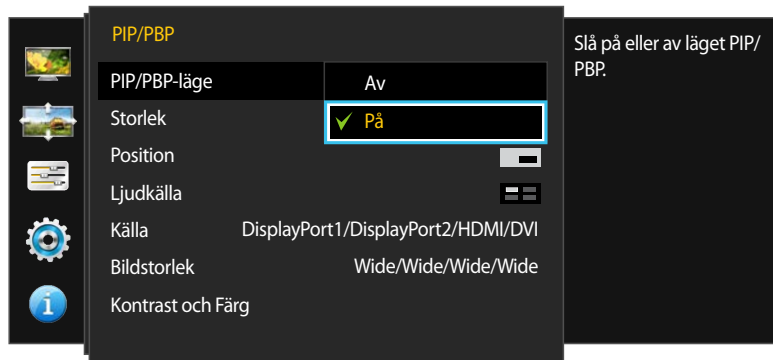 PIP/PBP
PIP/PBP-läge
Av
Storlek
På
Position
Ljudkälla
Källa DisplayPort1/DisplayPort2/HDMI/DVI
Bildstorlek Wide/Wide/Wide/Wide
Kontrast och Färg
Slå på eller av läget PIP/
PBP.